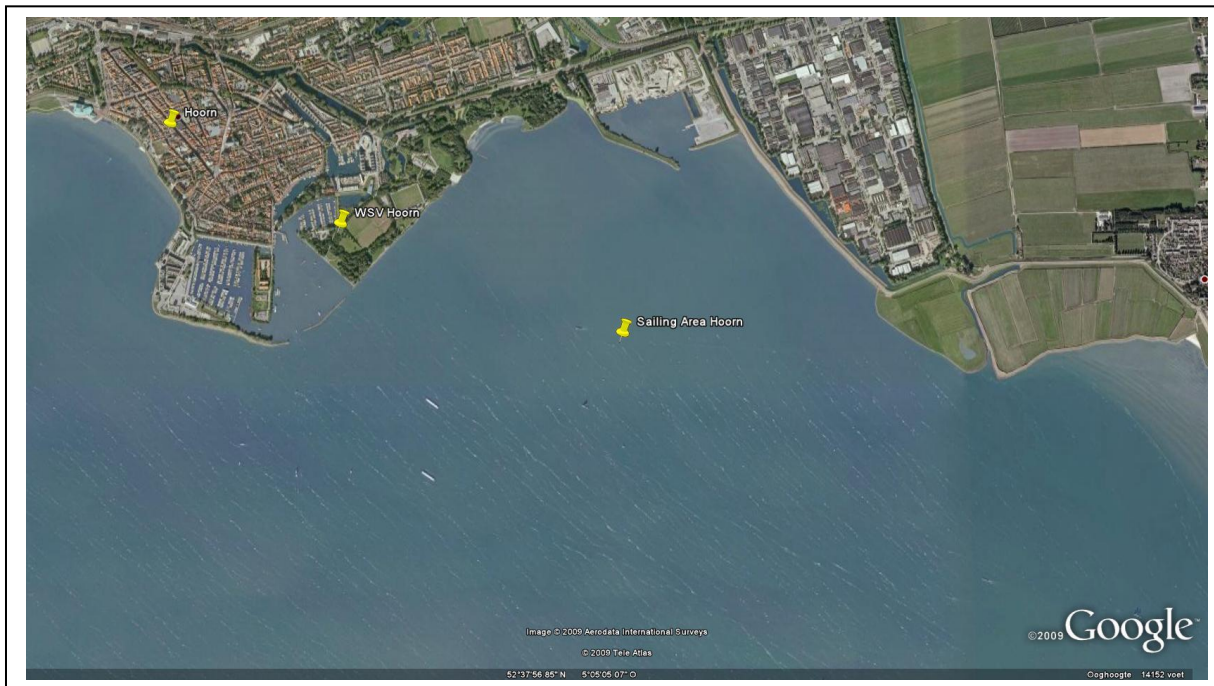 Hoorn
WSV Hoorn
Sailing Area Hoorn
Image © 2009 Aerodata International Surveys
© 2009 Tele Atlas
©2009 Google™
52°37'56.85" N 5°05'05.07" O
Ooghoogte 14152 voet